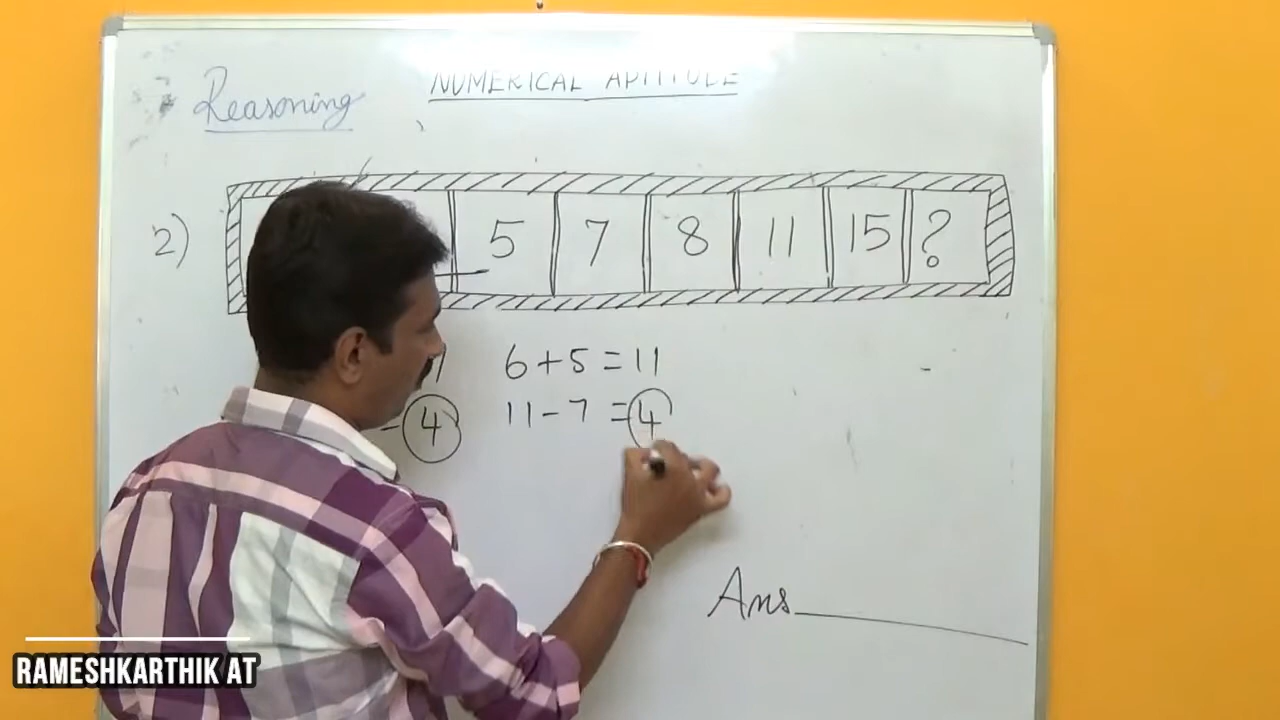 NUMERICAL APTITUDE
Reasoning
2) 5 7 8 11 15 ?
6+5=11
4 11-7=4
Ans
RAMESHKARTHIK AT